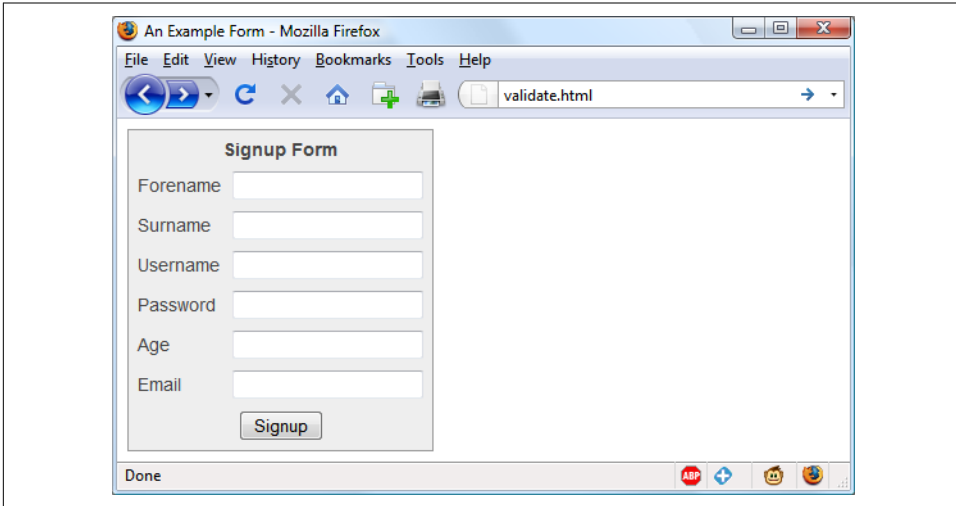 An Example Form - Mozilla Firefox
File Edit View History Bookmarks Tools Help
validate.html
Signup Form
Forename
Surname
Username
Password
Age
Email
Signup
Done
ABP